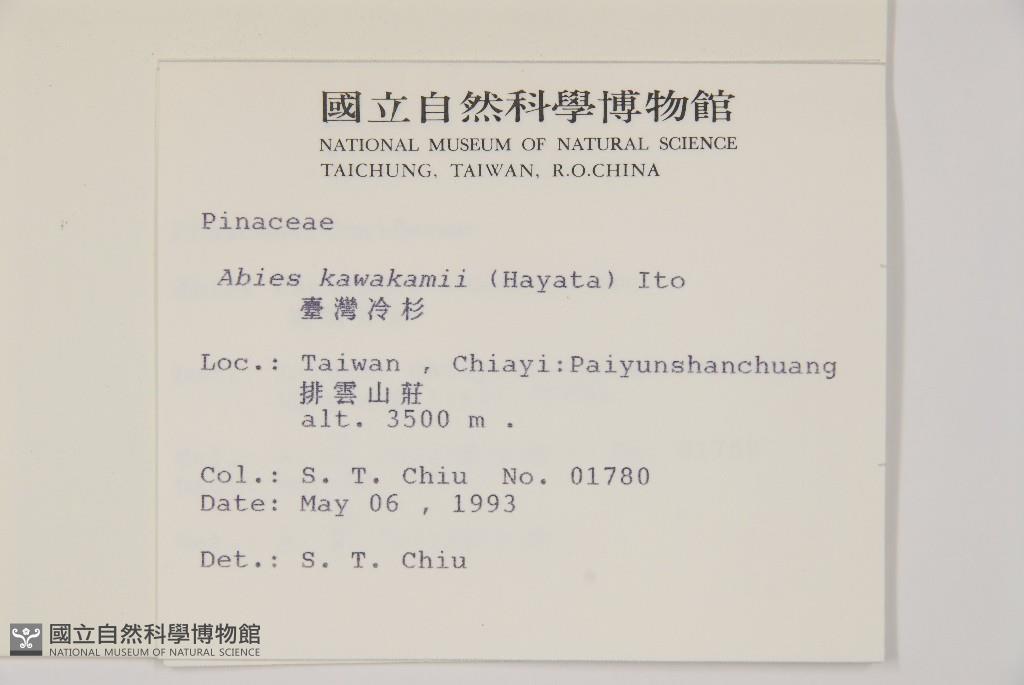 國立自然科學博物館
NATIONAL MUSEUM OF NATURAL SCIENCE
TAICHUNG, TAIWAN, R.O.CHINA
Pinaceae
Abies kawakamii (Hayata) Ito
臺灣冷杉
Loc.: Taiwan , Chiayi:Paiyunshanchuang
排雲山莊
alt. 3500 m .
Col.: S. T. Chiu No. 01780
Date: May 06 , 1993
Det.: S. T. Chiu
國立自然科學博物館
NATIONAL MUSEUM OF NATURAL SCIENCE